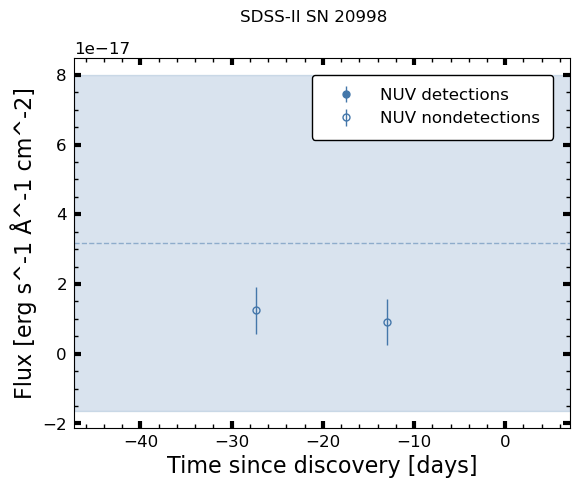 SDSS-II SN 20998
1e−17
NUV detections
NUV nondetections
8
6
4
2
0
−2
Flux [erg s^-1 Å^-1 cm^-2]
−40
−30
−20
−10
0
Time since discovery [days]